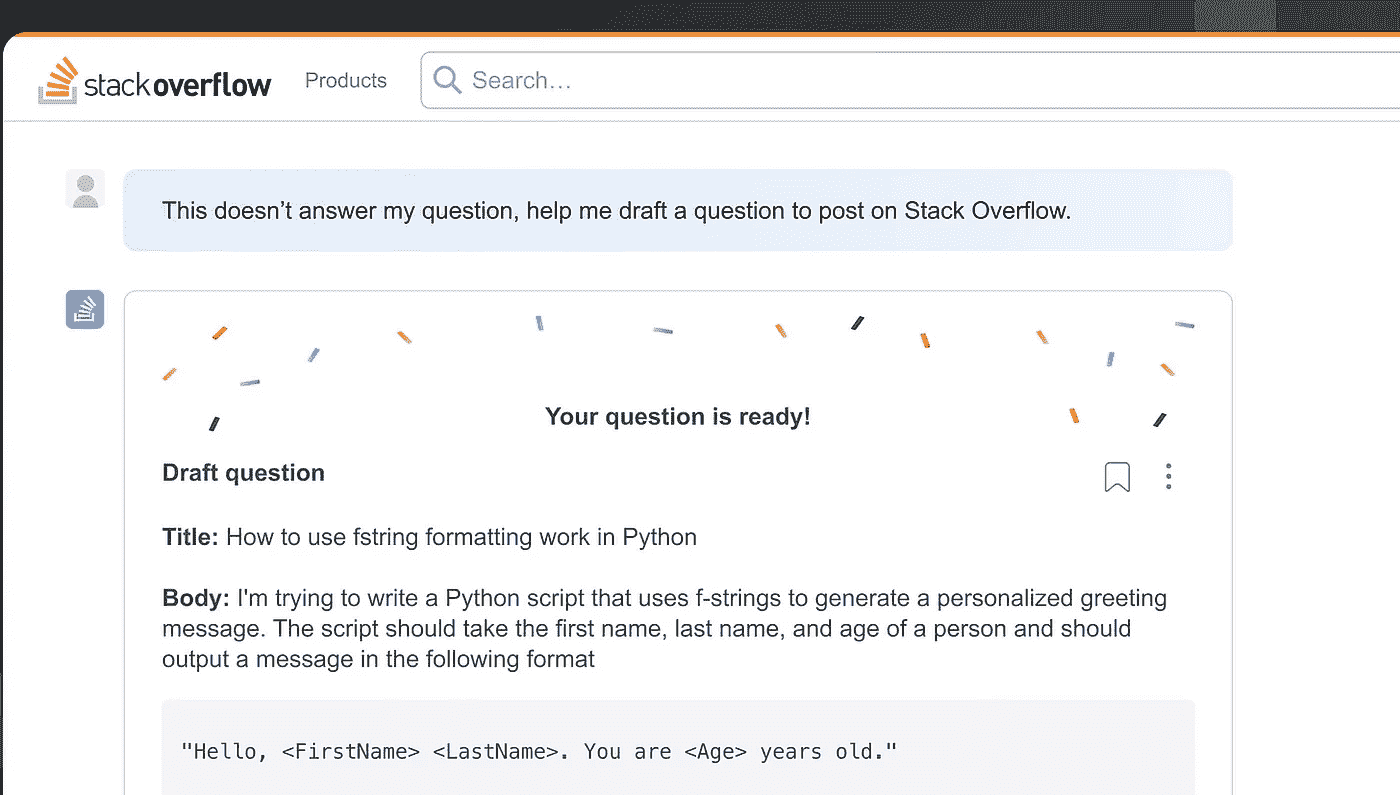 stackoverflow
Products
Search...
This doesn’t answer my question, help me draft a question to post on Stack Overflow.
Your question is ready!
Draft question
Title: How to use fstring formatting work in Python
Body: I'm trying to write a Python script that uses f-strings to generate a personalized greeting
message. The script should take the first name, last name, and age of a person and should
output a message in the following format
"Hello, <FirstName> <LastName>. You are <Age> years old."